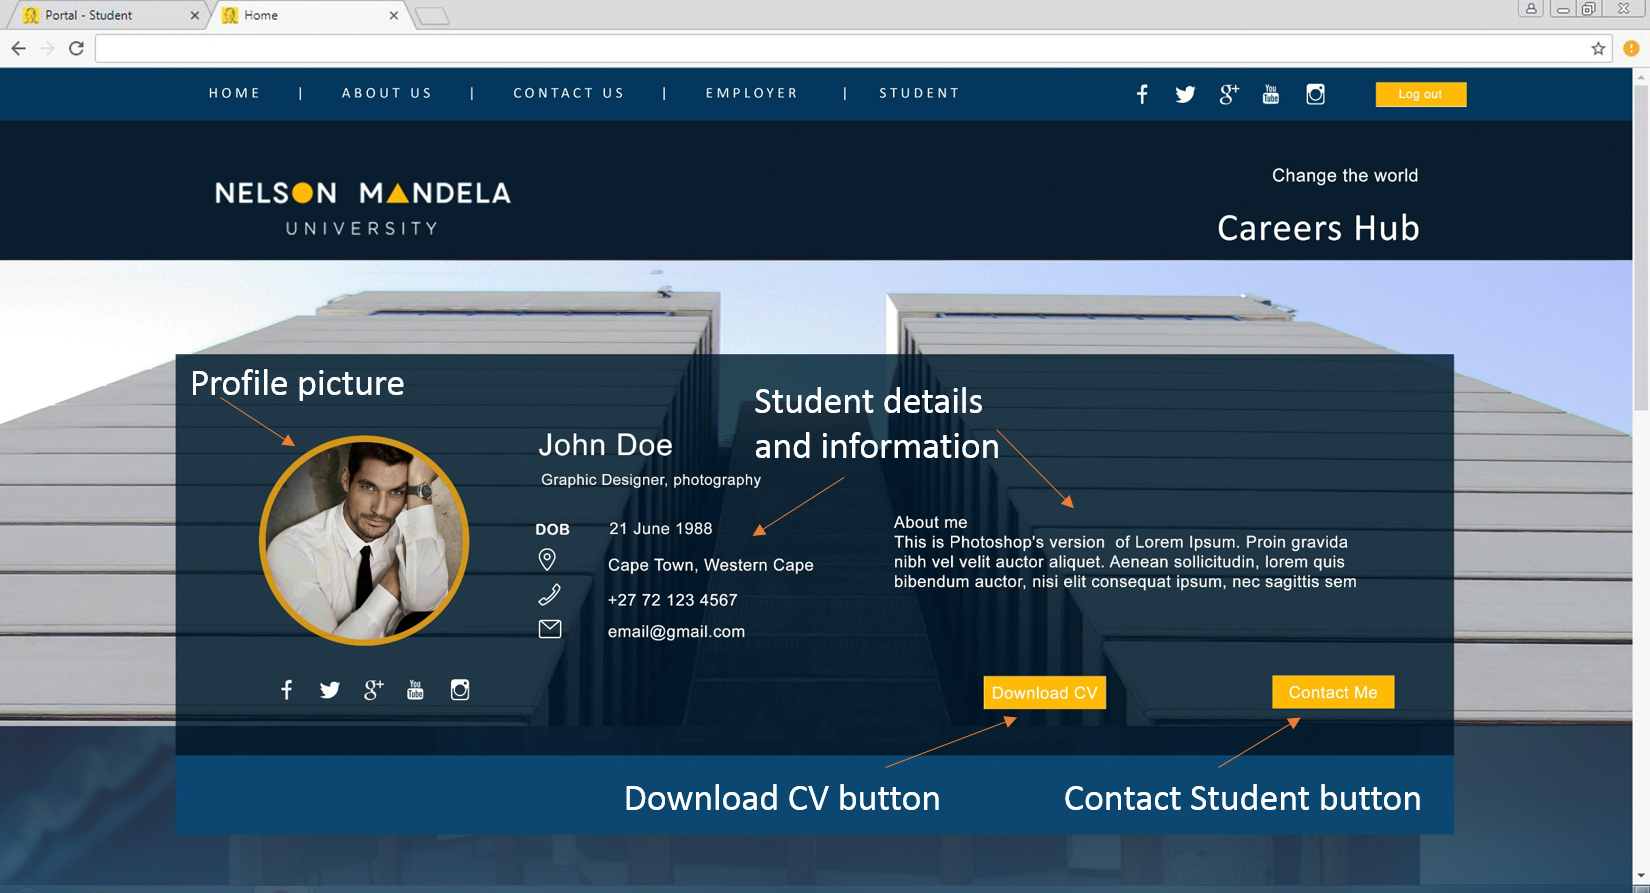 Portal - Student
Home
HOME | ABOUT US | CONTACT US | EMPLOYER | STUDENT
You Tube
Log out
NELSON MANDELA
UNIVERSITY
Change the world
Careers Hub
Profile picture
Student details
and information
John Doe
Graphic Designer, photography
DOB 21 June 1988
Cape Town, Western Cape
+27 72 123 4567
email@gmail.com
About me
This is Photoshop's version of Lorem Ipsum. Proin gravida
nibh vel velit auctor aliquet. Aenean sollicitudin, lorem quis
bibendum auctor, nisi elit consequat ipsum, nec sagittis sem
You Tube
Download CV
Contact Me
Download CV button
Contact Student button